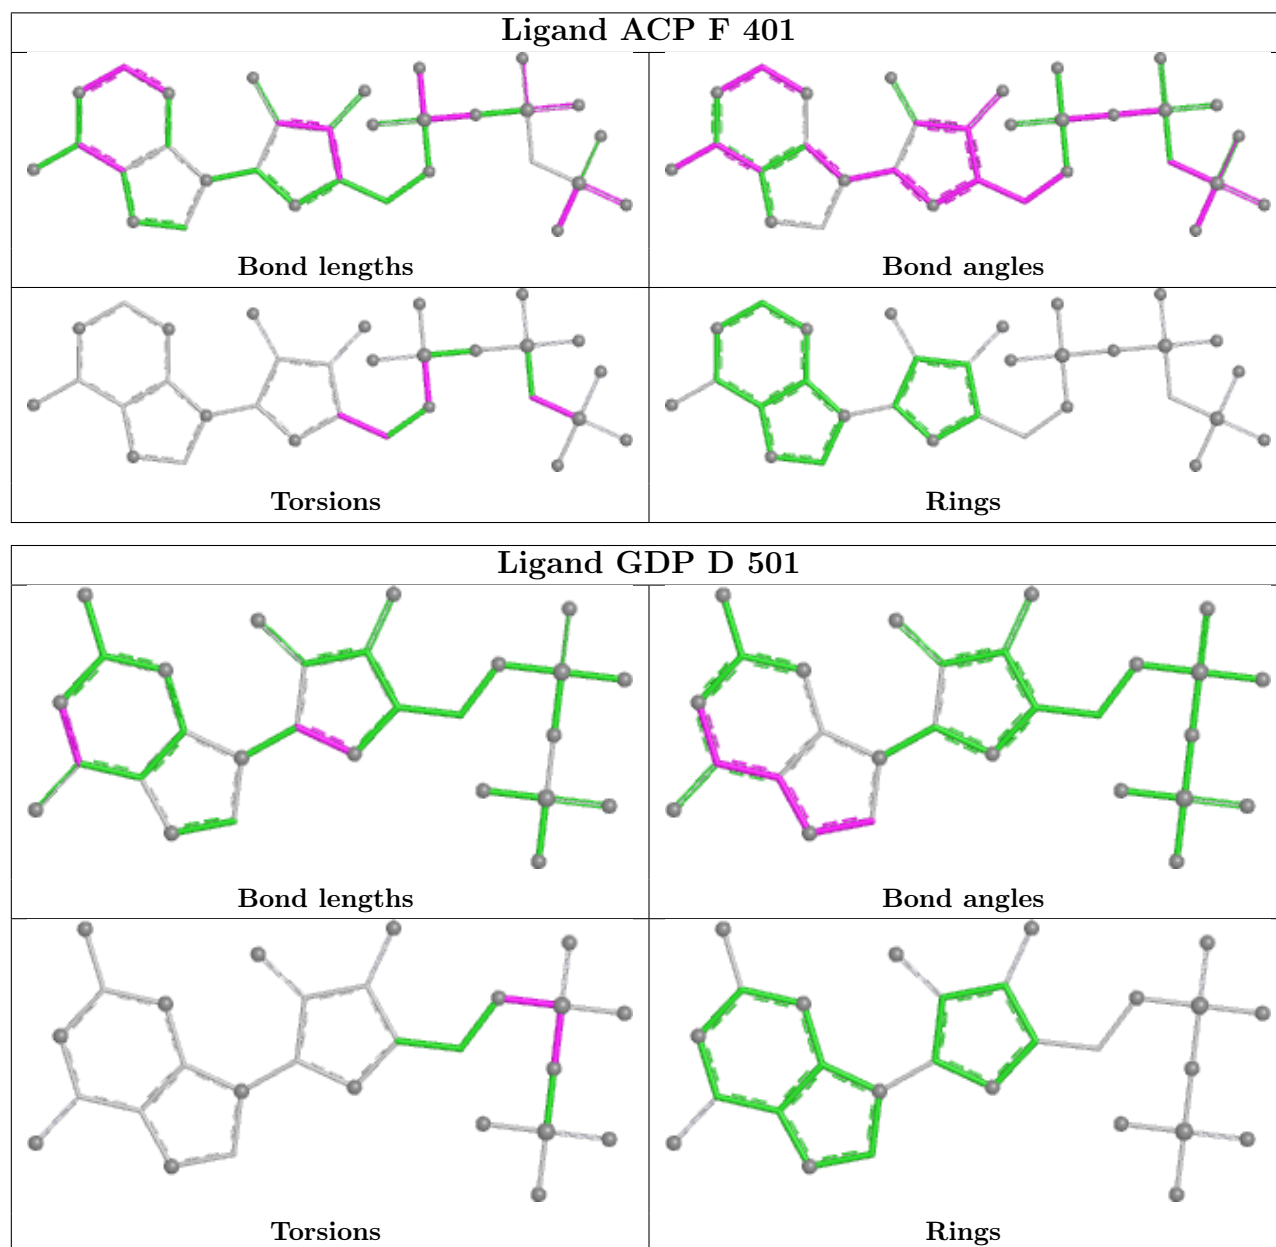 Ligand ACP F 401
Bond lengths
Bond angles
Torsions
Rings
Ligand GDP D 501
Bond lengths
Bond angles
Torsions
Rings